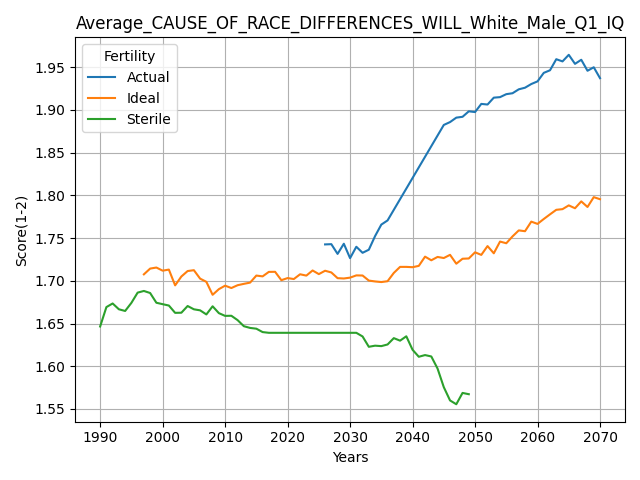 Average_CAUSE_OF_RACE_DIFFERENCES_WILL_White_Male_Q1_IQ
Fertility
Actual
Ideal
Sterile
Score(1-2)
1.95
1.90
1.85
1.80
1.75
1.70
1.65
1.60
1.55
1990 2000 2010 2020 2030 2040 2050 2060 2070
Years